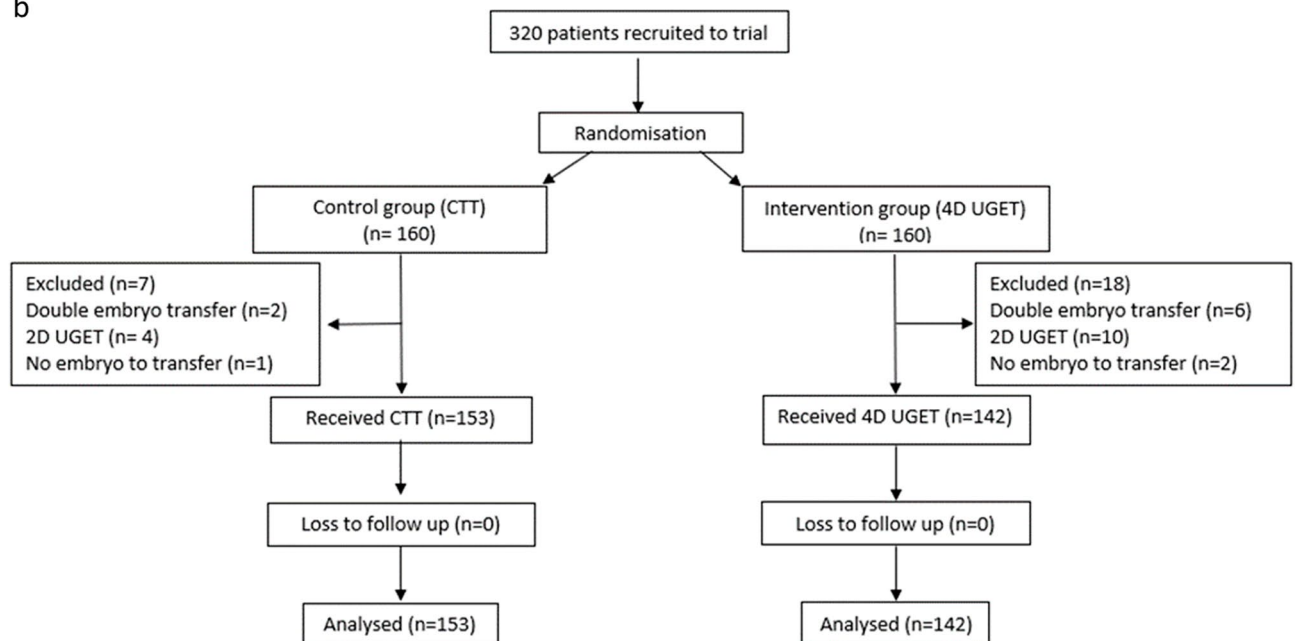 b
320 patients recruited to trial
Randomisation
Control group (CTT)
(n= 160)
Intervention group (4D UGET)
(n= 160)
Excluded (n=7)
Double embryo transfer (n=2)
2D UGET (n= 4)
No embryo to transfer (n=1)
Excluded (n=18)
Double embryo transfer (n=6)
2D UGET (n=10)
No embryo to transfer (n=2)
Received CTT (n=153)
Received 4D UGET (n=142)
Loss to follow up (n=0)
Loss to follow up (n=0)
Analysed (n=153)
Analysed (n=142)